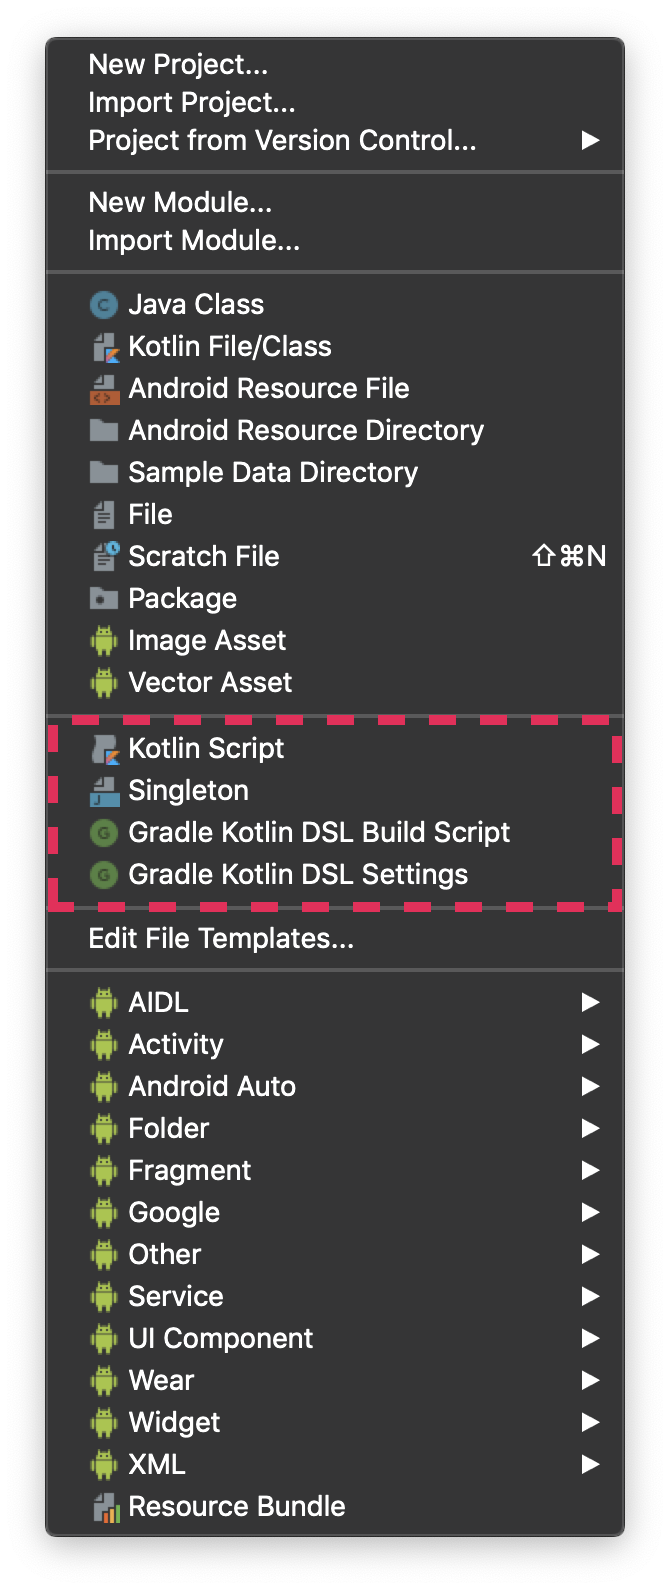 New Project...
Import Project...
Project from Version Control...
New Module...
Import Module...
C Java Class
Kotlin File/Class
<> Android Resource File
Android Resource Directory
Sample Data Directory
File
Scratch File ⇧⌘N
Package
Image Asset
Vector Asset
Kotlin Script
J Singleton
G Gradle Kotlin DSL Build Script
G Gradle Kotlin DSL Settings
Edit File Templates...
AIDL
Activity
Android Auto
Folder
Fragment
Google
Other
Service
UI Component
Wear
Widget
XML
Resource Bundle